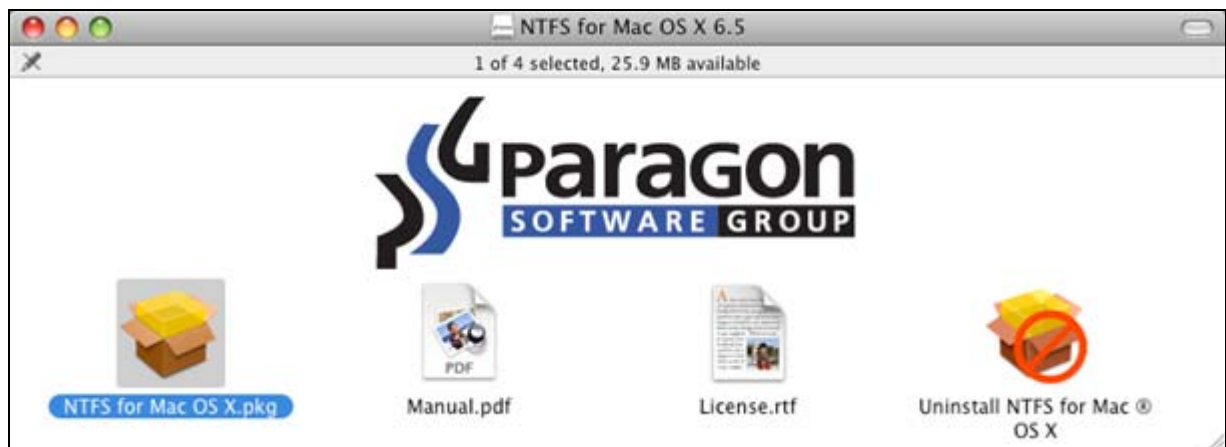 NTFS for Mac OS X 6.5
1 of 4 selected, 25.9 MB available
Paragon
SOFTWARE GROUP
PDF
NTFS for Mac OS X.pkg
Manual.pdf
License.rtf
Uninstall NTFS for Mac ®
OS X